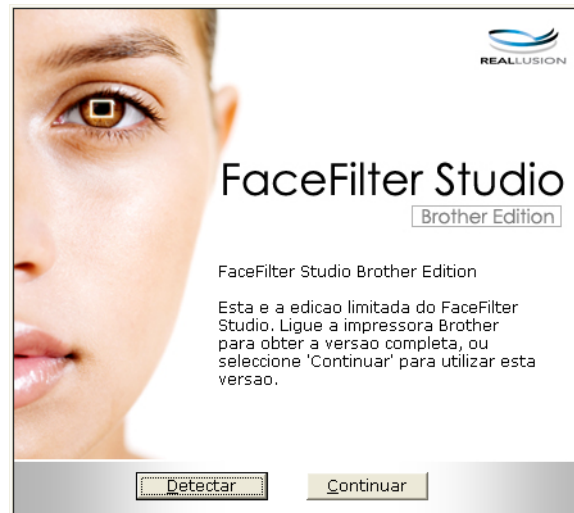 REALLUSION
FaceFilter Studio
Brother Edition
FaceFilter Studio Brother Edition
Esta e a edicao limitada do FaceFilter
Studio. Ligue a impressora Brother
para obter a versao completa, ou
seleccione 'Continuar' para utilizar esta
versao.
Detectar
Continuar